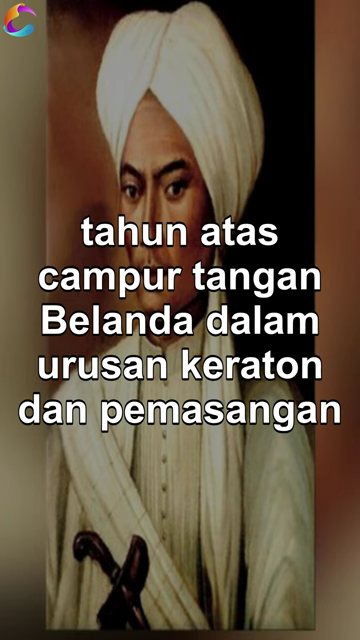 tahun atas
campur tangan
Belanda dalam
urusan keraton
dan pemasangan